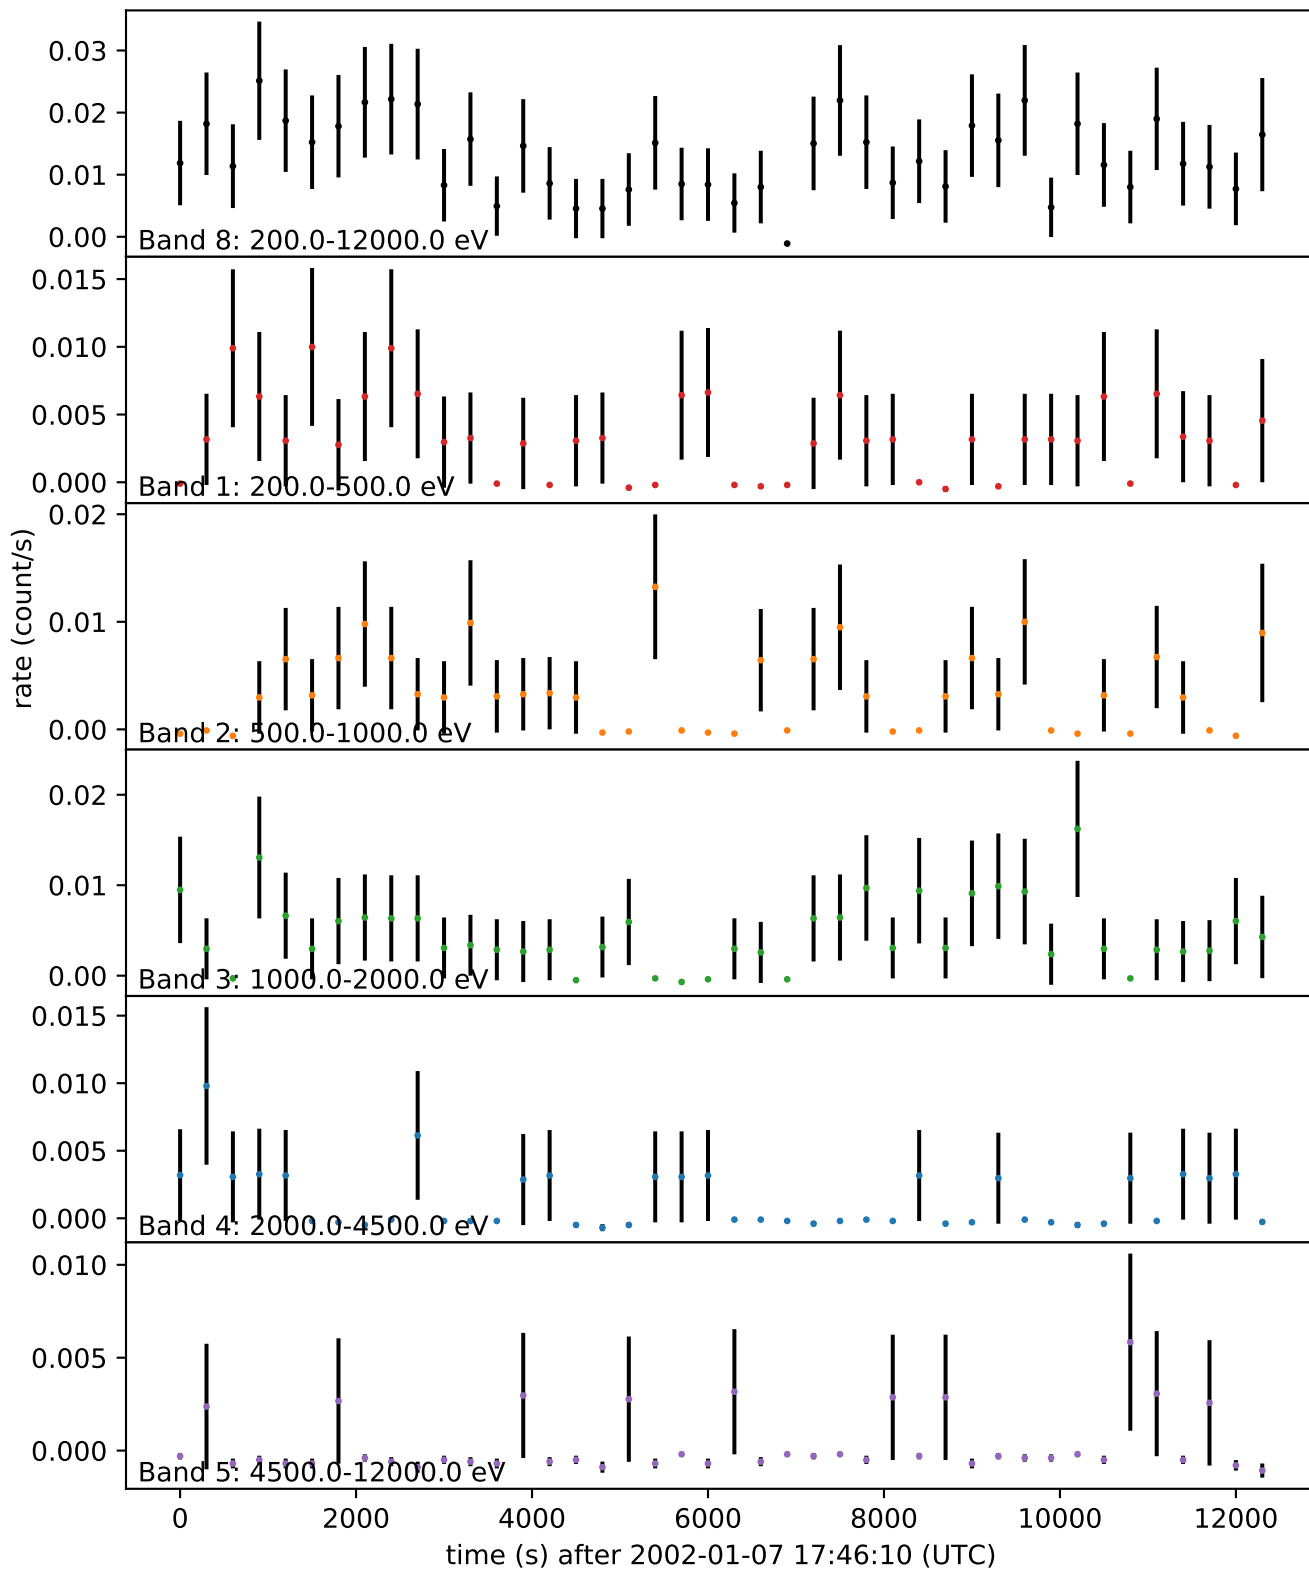 0.03
0.02
0.01
0.00
Band 8: 200.0-12000.0 eV
0.015
0.010
0.005
0.000
Band 1: 200.0-500.0 eV
rate (count/s)
0.02
0.01
0.00
Band 2: 500.0-1000.0 eV
0.02
0.01
0.00
Band 3: 1000.0-2000.0 eV
0.015
0.010
0.005
0.000
Band 4: 2000.0-4500.0 eV
0.010
0.005
0.000
Band 5: 4500.0-12000.0 eV
0 2000 4000 6000 8000 10000 12000
time (s) after 2002-01-07 17:46:10 (UTC)